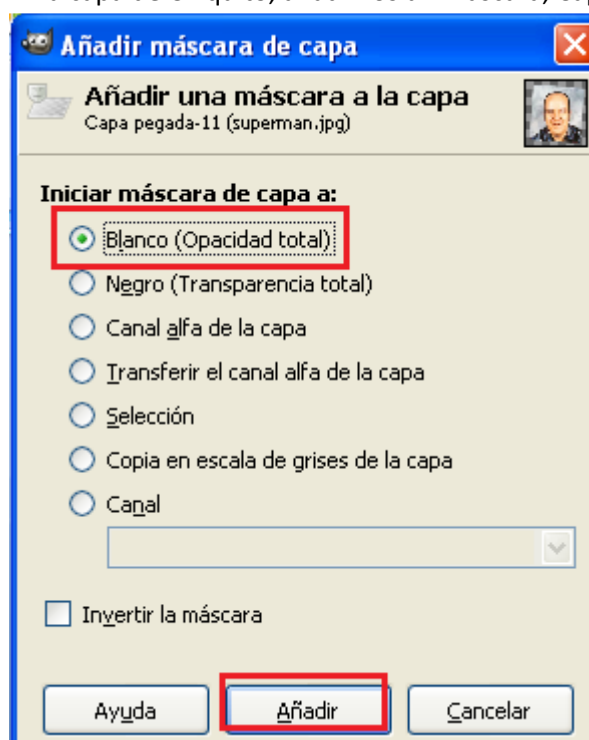 Añadir máscara de capa
Añadir una máscara a la capa
Capa pegada-11 (superman.jpg)
Iniciar máscara de capa a:
Blanco (Opacidad total)
Negro (Transparencia total)
Canal alfa de la capa
Transferir el canal alfa de la capa
Selección
Copia en escala de grises de la capa
Canal
Invertir la máscara
Ayuda Añadir Cancelar